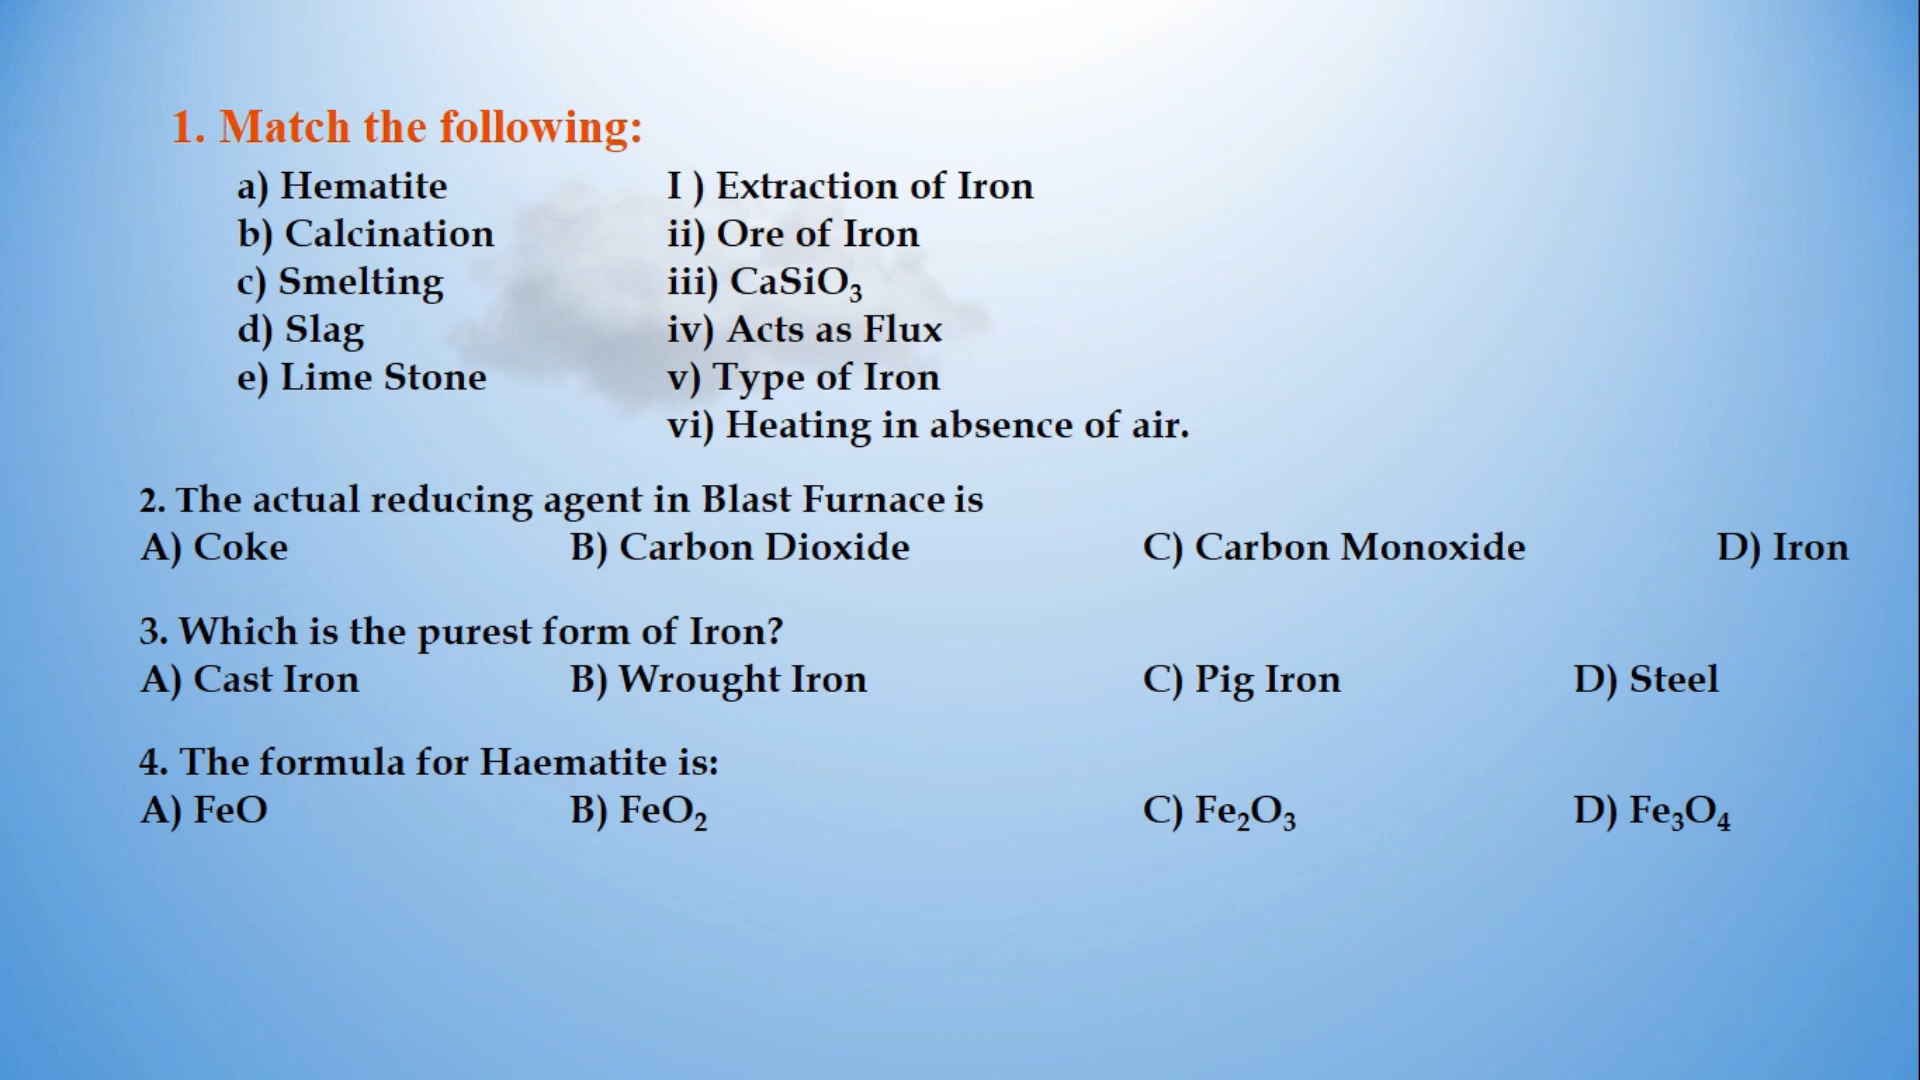 1. Match the following:
a) Hematite I ) Extraction of Iron
b) Calcination ii) Ore of Iron
c) Smelting iii) CaSiO₃
d) Slag iv) Acts as Flux
e) Lime Stone v) Type of Iron
vi) Heating in absence of air.
2. The actual reducing agent in Blast Furnace is
A) Coke B) Carbon Dioxide C) Carbon Monoxide D) Iron
3. Which is the purest form of Iron?
A) Cast Iron B) Wrought Iron C) Pig Iron D) Steel
4. The formula for Haematite is:
A) FeO B) FeO₂ C) Fe₂O₃ D) Fe₃O₄